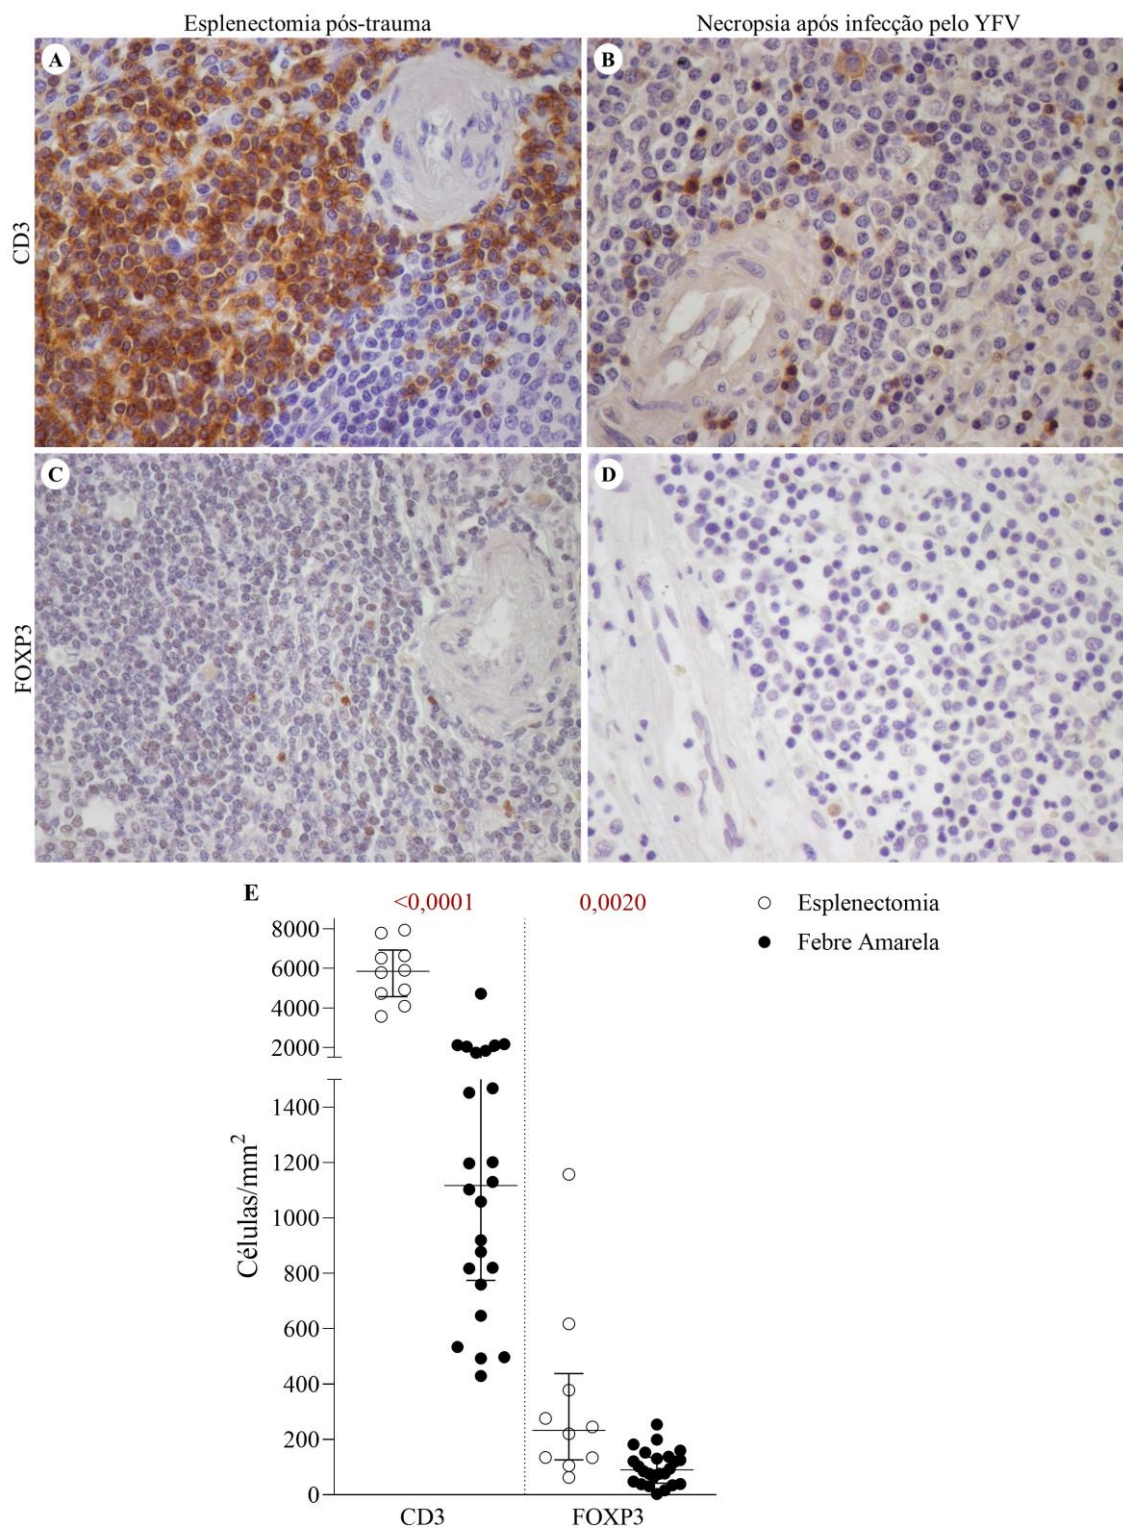 Esplenectomia pós-trauma
Necropsia após infecção pelo YFV
A
B
CD3
C
D
FOXP3
E
<0,0001
0,0020
Esplenectomia
Febre Amarela
8000
6000
4000
2000
1400
1200
1000
800
600
400
200
0
Células/mm²
CD3
FOXP3